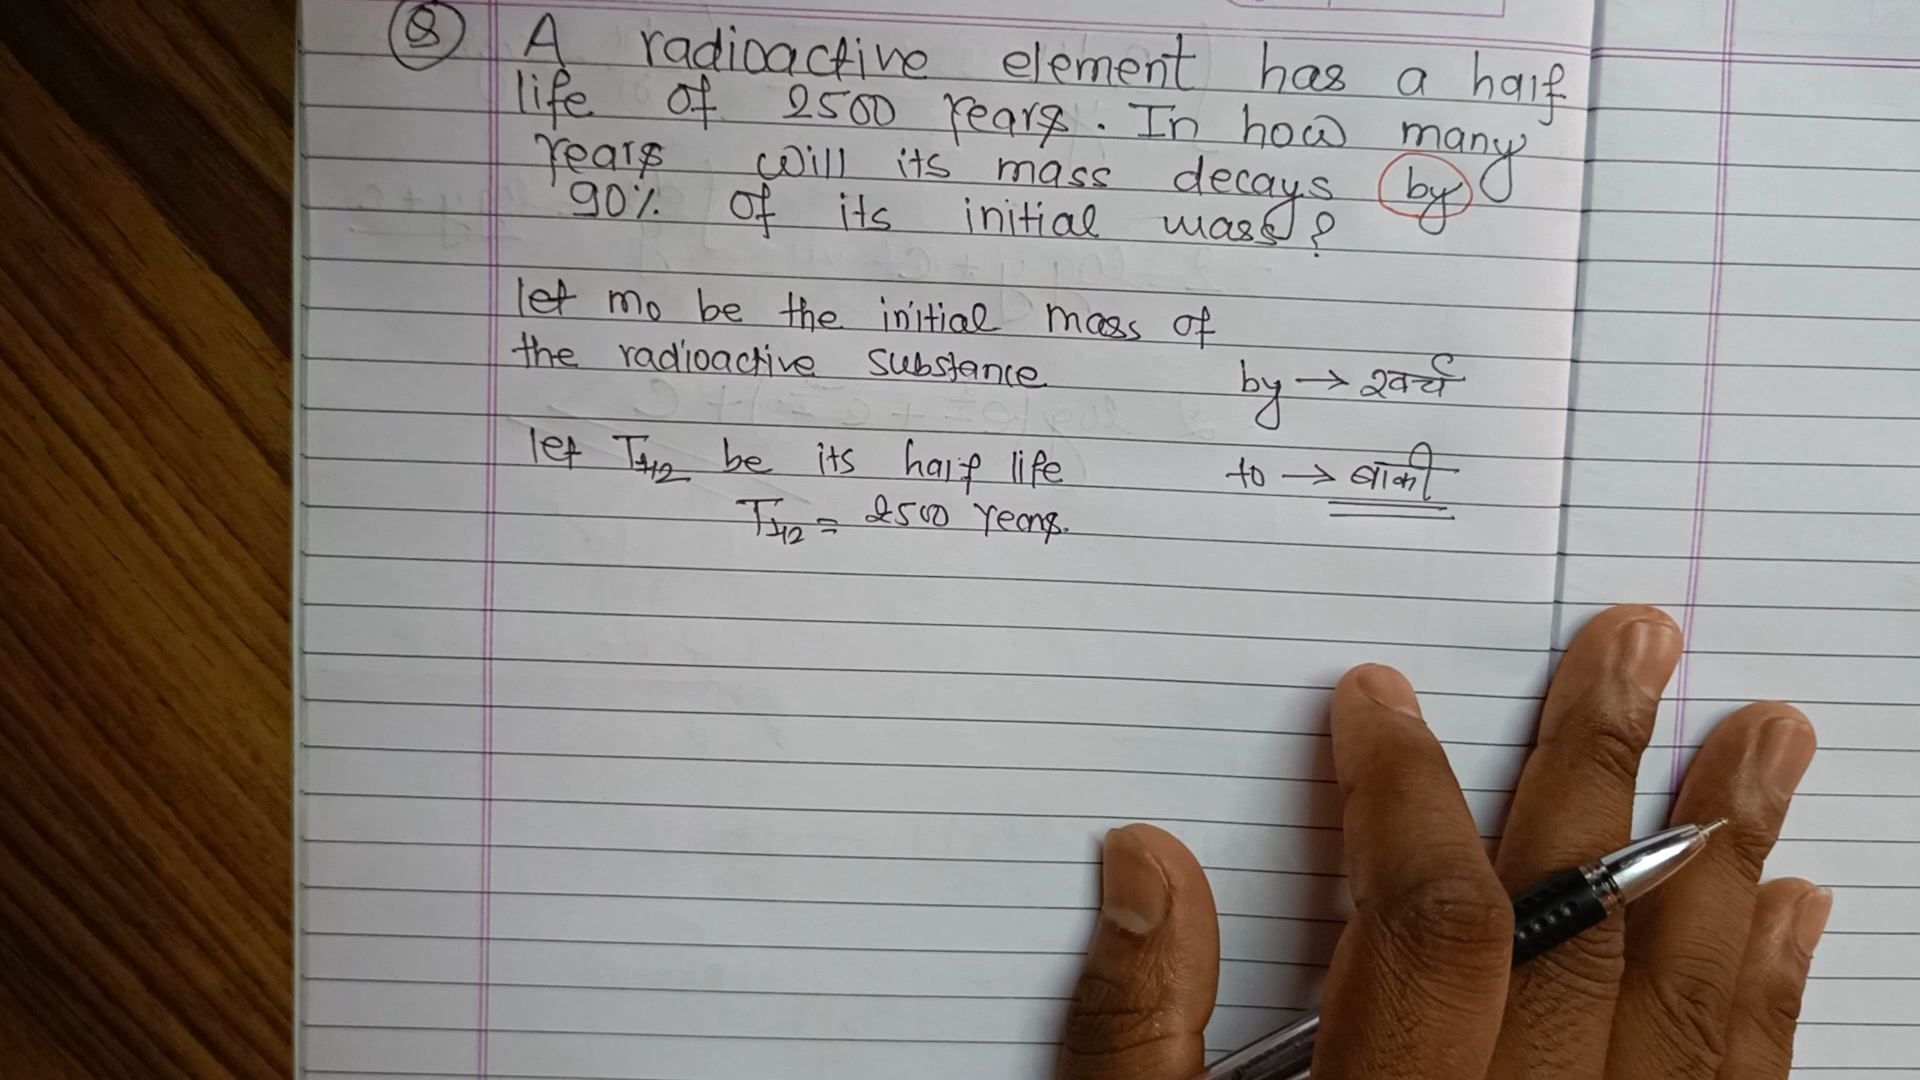 Q A radioactive element has a half
life of 2500 years. In how many
years will its mass decays by
90% of its initial mass?
let m0 be the initial mass of
the radioactive substance
by → खर्च
let T1/2 be its half life
to → बाकी
T1/2 = 2500 years.